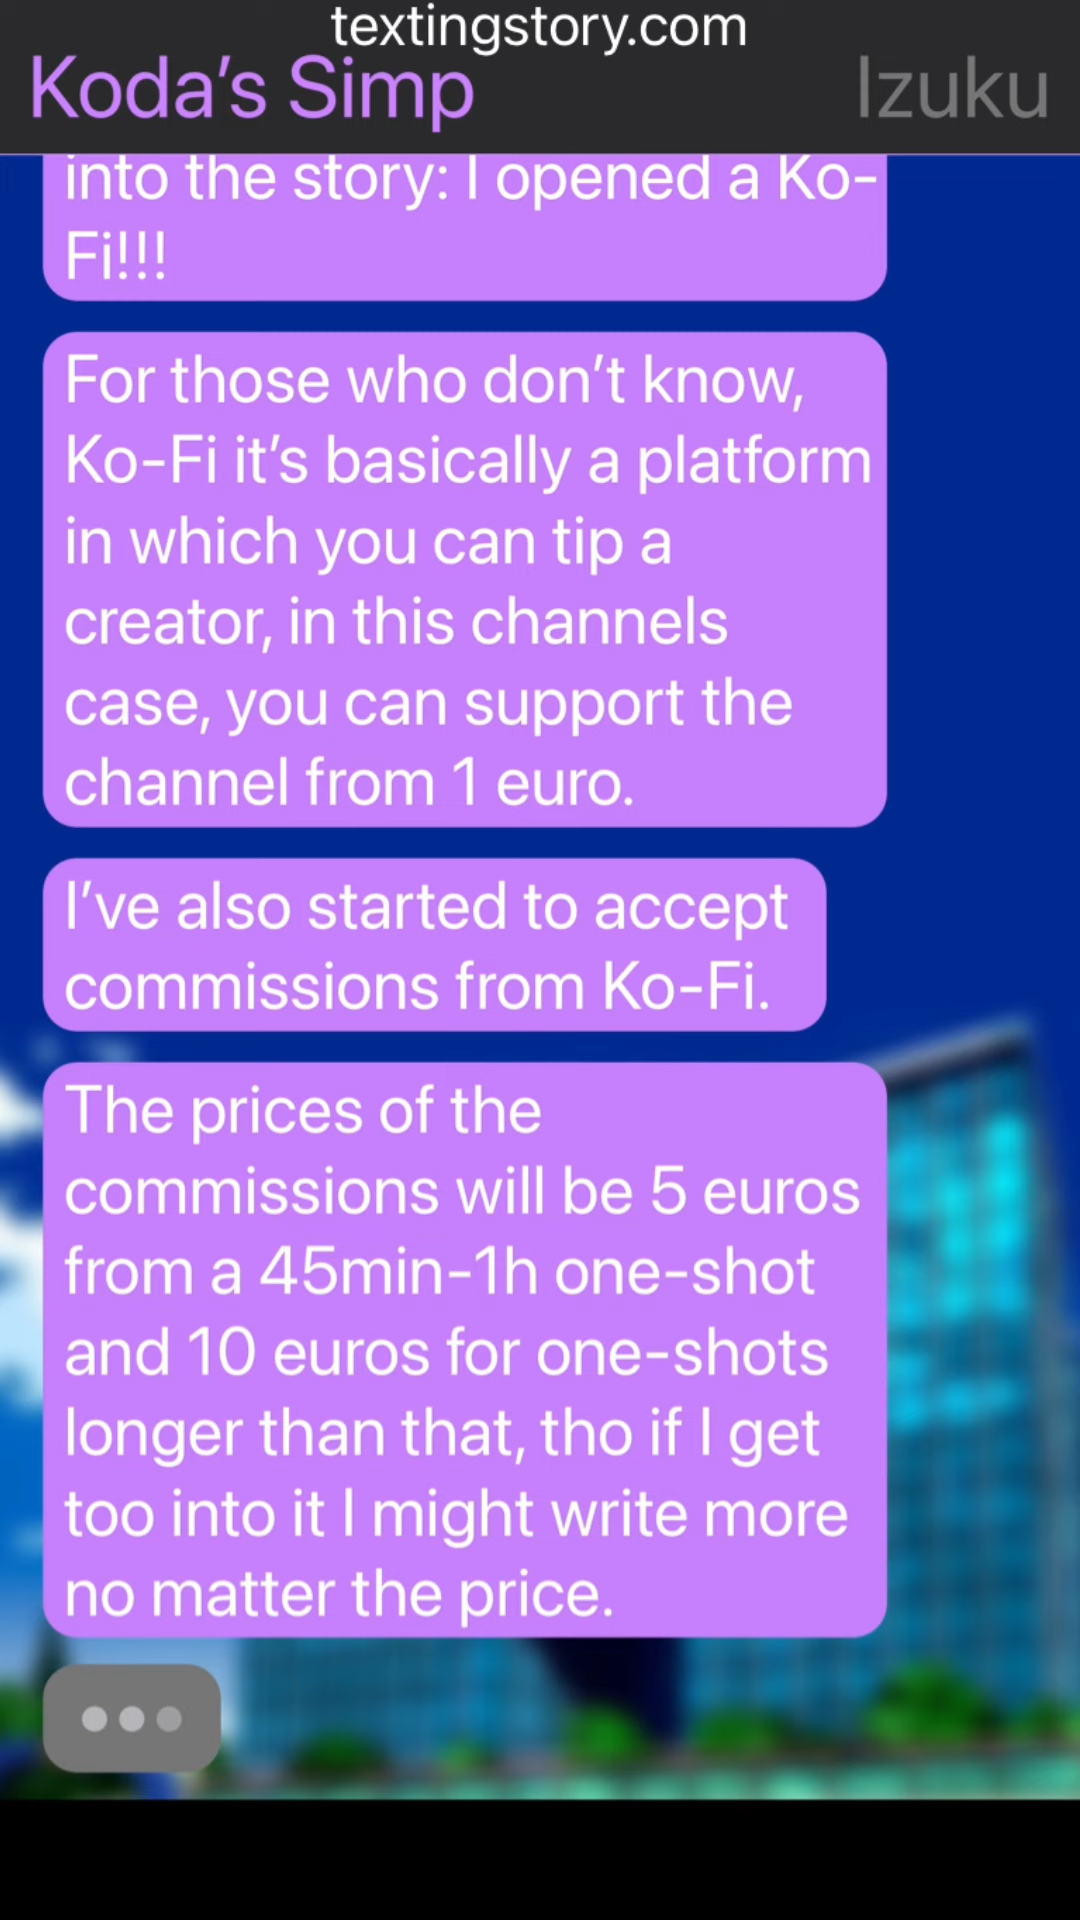 textingstory.com
Koda’s Simp
Izuku
into the story: I opened a Ko-
Fi!!!
For those who don’t know,
Ko-Fi it’s basically a platform
in which you can tip a
creator, in this channels
case, you can support the
channel from 1 euro.
I’ve also started to accept
commissions from Ko-Fi.
The prices of the
commissions will be 5 euros
from a 45min-1h one-shot
and 10 euros for one-shots
longer than that, tho if I get
too into it I might write more
no matter the price.